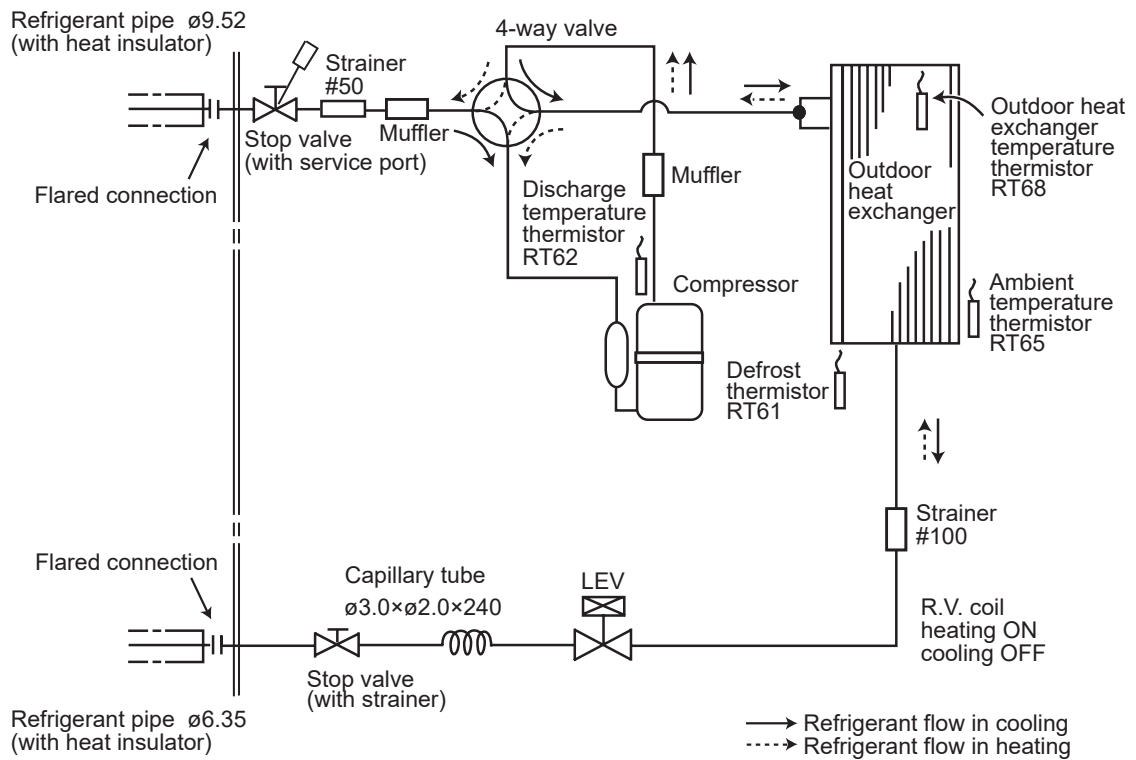 Refrigerant pipe ø9.52
(with heat insulator)
4-way valve
Strainer
#50
Muffler
Stop valve
(with service port)
Flared connection
Muffler
Discharge
temperature
thermistor
RT62
Compressor
Outdoor
heat
exchanger
Outdoor heat
exchanger
temperature
thermistor
RT68
Ambient
temperature
thermistor
RT65
Defrost
thermistor
RT61
Strainer
#100
Flared connection
Capillary tube
ø3.0×ø2.0×240
LEV
R.V. coil
heating ON
cooling OFF
Stop valve
(with strainer)
Refrigerant pipe ø6.35
(with heat insulator)
Refrigerant flow in cooling
Refrigerant flow in heating